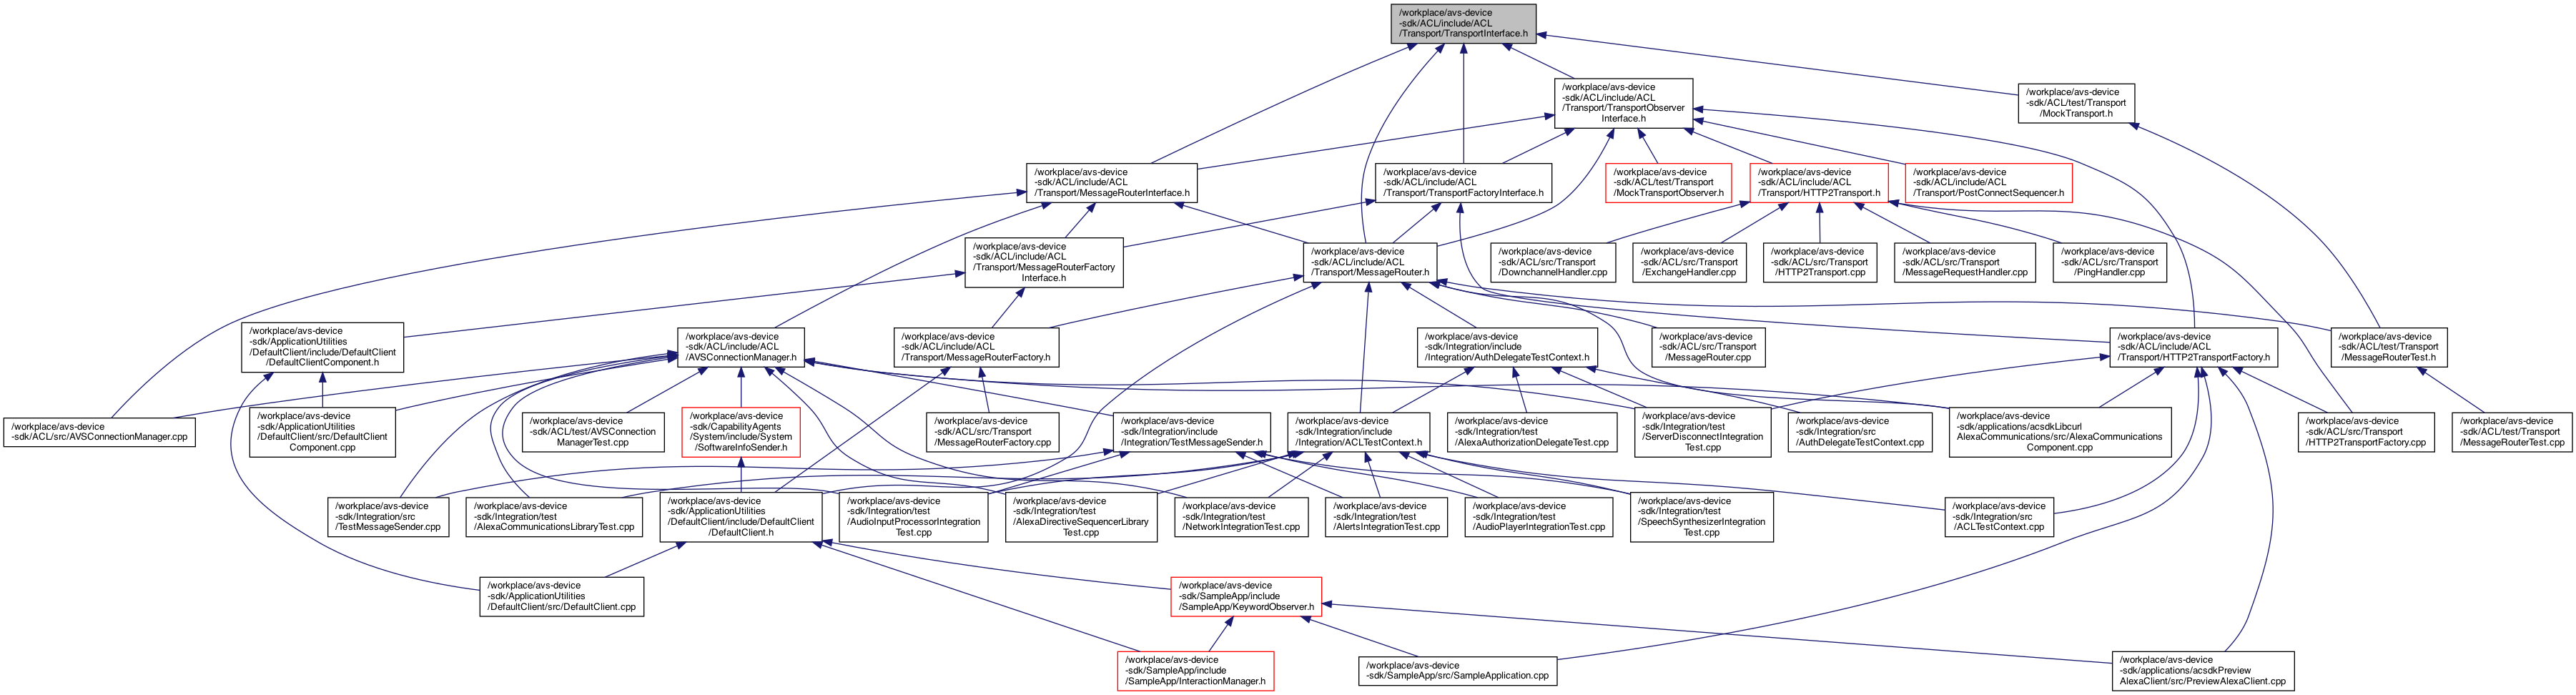 /workplace/avs-device
-sdk/ACL/include/ACL
/Transport/TransportInterface.h
/workplace/avs-device
-sdk/ACL/include/ACL
/Transport/TransportObserver
Interface.h
/workplace/avs-device
-sdk/ACL/test/Transport
/MockTransport.h
/workplace/avs-device
-sdk/ACL/include/ACL
/Transport/MessageRouterInterface.h
/workplace/avs-device
-sdk/ACL/include/ACL
/Transport/TransportFactoryInterface.h
/workplace/avs-device
-sdk/ACL/test/Transport
/MockTransportObserver.h
/workplace/avs-device
-sdk/ACL/include/ACL
/Transport/HTTP2Transport.h
/workplace/avs-device
-sdk/ACL/include/ACL
/Transport/PostConnectSequencer.h
/workplace/avs-device
-sdk/ACL/include/ACL
/Transport/MessageRouterFactory
Interface.h
/workplace/avs-device
-sdk/ACL/include/ACL
/Transport/MessageRouter.h
/workplace/avs-device
-sdk/ACL/src/Transport
/DownchannelHandler.cpp
/workplace/avs-device
-sdk/ACL/src/Transport
/ExchangeHandler.cpp
/workplace/avs-device
-sdk/ACL/src/Transport
/HTTP2Transport.cpp
/workplace/avs-device
-sdk/ACL/src/Transport
/MessageRequestHandler.cpp
/workplace/avs-device
-sdk/ACL/src/Transport
/PingHandler.cpp
/workplace/avs-device
-sdk/ApplicationUtilities
/DefaultClient/include/DefaultClient
/DefaultClientComponent.h
/workplace/avs-device
-sdk/ACL/include/ACL
/AVSConnectionManager.h
/workplace/avs-device
-sdk/ACL/include/ACL
/Transport/MessageRouterFactory.h
/workplace/avs-device
-sdk/Integration/include
/Integration/AuthDelegateTestContext.h
/workplace/avs-device
-sdk/ACL/src/Transport
/MessageRouter.cpp
/workplace/avs-device
-sdk/ACL/include/ACL
/Transport/HTTP2TransportFactory.h
/workplace/avs-device
-sdk/ACL/test/Transport
/MessageRouterTest.h
/workplace/avs-device
-sdk/ACL/src/AVSConnectionManager.cpp
/workplace/avs-device
-sdk/ApplicationUtilities
/DefaultClient/src/DefaultClient
Component.cpp
/workplace/avs-device
-sdk/ACL/test/AVSConnection
ManagerTest.cpp
/workplace/avs-device
-sdk/CapabilityAgents
/System/include/System
/SoftwareInfoSender.h
/workplace/avs-device
-sdk/ACL/src/Transport
/MessageRouterFactory.cpp
/workplace/avs-device
-sdk/Integration/include
/Integration/TestMessageSender.h
/workplace/avs-device
-sdk/Integration/include
/Integration/ACLTestContext.h
/workplace/avs-device
-sdk/Integration/test
/AlexaAuthorizationDelegateTest.cpp
/workplace/avs-device
-sdk/Integration/test
/ServerDisconnectIntegration
Test.cpp
/workplace/avs-device
-sdk/Integration/src
/AuthDelegateTestContext.cpp
/workplace/avs-device
-sdk/applications/acsdkLibcurl
AlexaCommunications/src/AlexaCommunications
Component.cpp
/workplace/avs-device
-sdk/ACL/src/Transport
/HTTP2TransportFactory.cpp
/workplace/avs-device
-sdk/ACL/test/Transport
/MessageRouterTest.cpp
/workplace/avs-device
-sdk/Integration/src
/TestMessageSender.cpp
/workplace/avs-device
-sdk/Integration/test
/AlexaCommunicationsLibraryTest.cpp
/workplace/avs-device
-sdk/ApplicationUtilities
/DefaultClient/include/DefaultClient
/DefaultClient.h
/workplace/avs-device
-sdk/Integration/test
/AudioInputProcessorIntegration
Test.cpp
/workplace/avs-device
-sdk/Integration/test
/AlexaDirectiveSequencerLibrary
Test.cpp
/workplace/avs-device
-sdk/Integration/test
/NetworkIntegrationTest.cpp
/workplace/avs-device
-sdk/Integration/test
/AlertsIntegrationTest.cpp
/workplace/avs-device
-sdk/Integration/test
/AudioPlayerIntegrationTest.cpp
/workplace/avs-device
-sdk/Integration/test
/SpeechSynthesizerIntegration
Test.cpp
/workplace/avs-device
-sdk/Integration/src
/ACLTestContext.cpp
/workplace/avs-device
-sdk/ApplicationUtilities
/DefaultClient/src/DefaultClient.cpp
/workplace/avs-device
-sdk/SampleApp/include
/SampleApp/KeywordObserver.h
/workplace/avs-device
-sdk/SampleApp/include
/SampleApp/InteractionManager.h
/workplace/avs-device
-sdk/SampleApp/src/SampleApplication.cpp
/workplace/avs-device
-sdk/applications/acsdkPreview
AlexaClient/src/PreviewAlexaClient.cpp